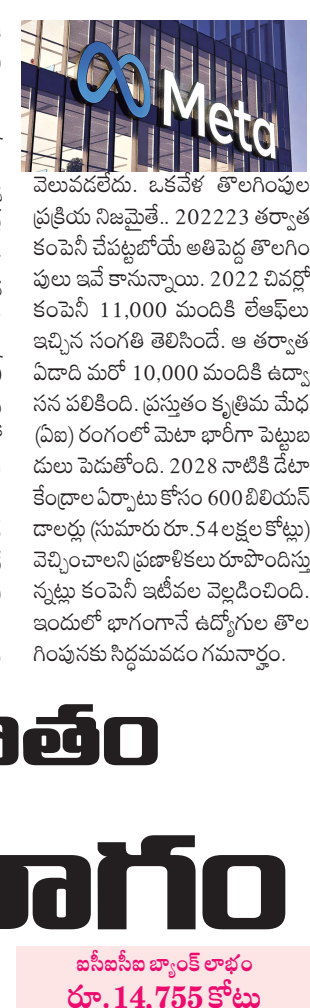 Meta
వెలువడలేదు. ఒకవేళ తొలగింపుల
ప్రక్రియ నిజమైతే.. 202223 తర్వాత
కంపెనీ చేపట్టబోయే అతిపెద్ద తొలగిం
పులు ఇవే కానున్నాయి. 2022 చివర్లో
కంపెనీ 11,000 మందికి లేఆఫ్‌లు
ఇచ్చిన సంగతి తెలిసిందే. ఆ తర్వాత
ఏడాది మరో 10,000 మందికి ఉద్వా
సన పలికింది. ప్రస్తుతం కృత్రిమ మేధ
(ఏఐ) రంగంలో మెటా భారీగా పెట్టుబ
డులు పెడుతోంది. 2028 నాటికి డేటా
కేంద్రాల ఏర్పాటు కోసం 600 బిలియన్
డాలర్లు (సుమారు రూ.54 లక్షల కోట్లు)
వెచ్చించాలని ప్రణాళికలు రూపొందిస్తు
న్నట్లు కంపెనీ ఇటీవల వెల్లడించింది.
ఇందులో భాగంగానే ఉద్యోగుల తొల
గింపునకు సిద్ధమవడం గమనార్హం.
ఐసీఐసీఐ బ్యాంక్ లాభం
రూ. 14,755 కోట్లు